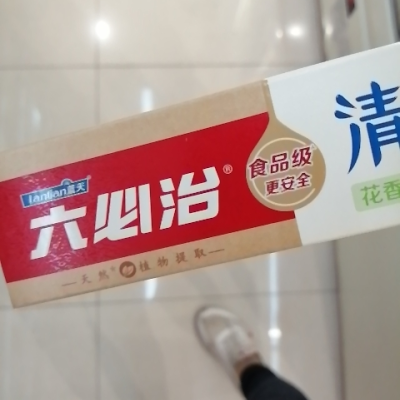 Lantian蓝天
六必治®
食品级
更安全
天然 植物提取
清
花香